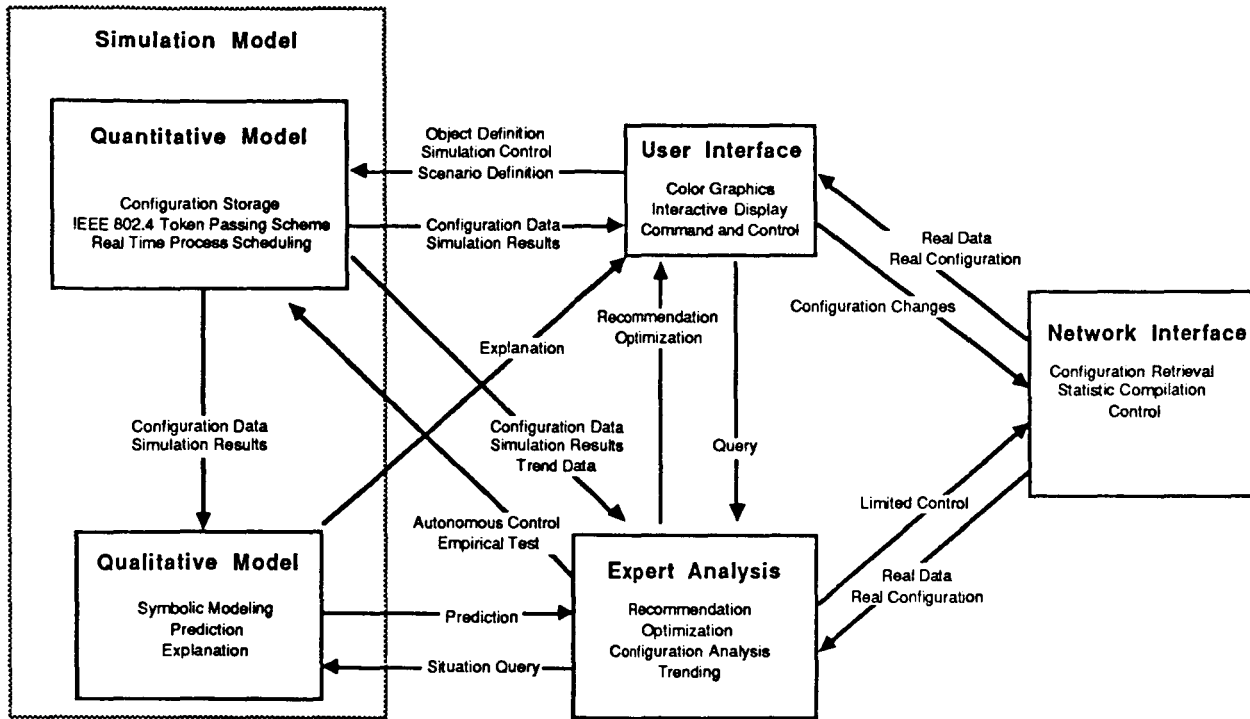 Simulation Model
Quantitative Model
Configuration Storage
IEEE 802.4 Token Passing Scheme
Real Time Process Scheduling
Object Definition
Simulation Control
Scenario Definition
Configuration Data
Simulation Results
User Interface
Color Graphics
Interactive Display
Command and Control
Real Data
Real Configuration
Configuration Changes
Network Interface
Configuration Retrieval
Statistic Compilation
Control
Explanation
Recommendation
Optimization
Configuration Data
Simulation Results
Configuration Data
Simulation Results
Trend Data
Query
Limited Control
Autonomous Control
Empirical Test
Real Data
Real Configuration
Qualitative Model
Symbolic Modeling
Prediction
Explanation
Prediction
Situation Query
Expert Analysis
Recommendation
Optimization
Configuration Analysis
Trending